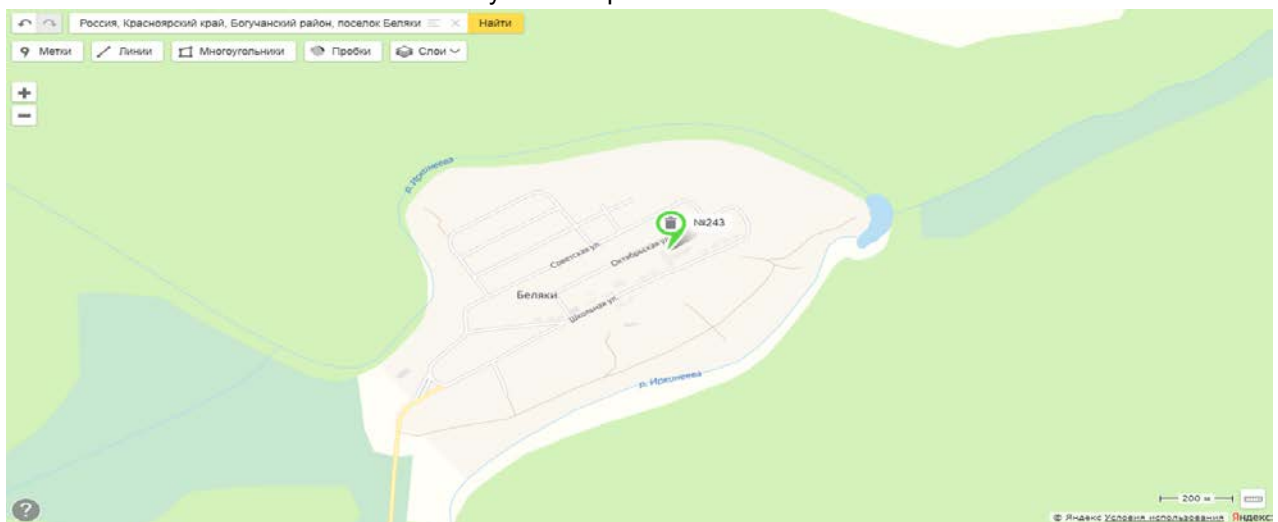 Россия, Красноярский край, Богучанский район, поселок Беляки
Найти
Метки
Линии
Многоугольники
Пробки
Слои
р. Иркинеева
№243
Советская ул.
Октябрьская ул.
Беляки
Школьная ул.
р. Иркинеева
200 м
© Яндекс Условия использования Яндекс
?